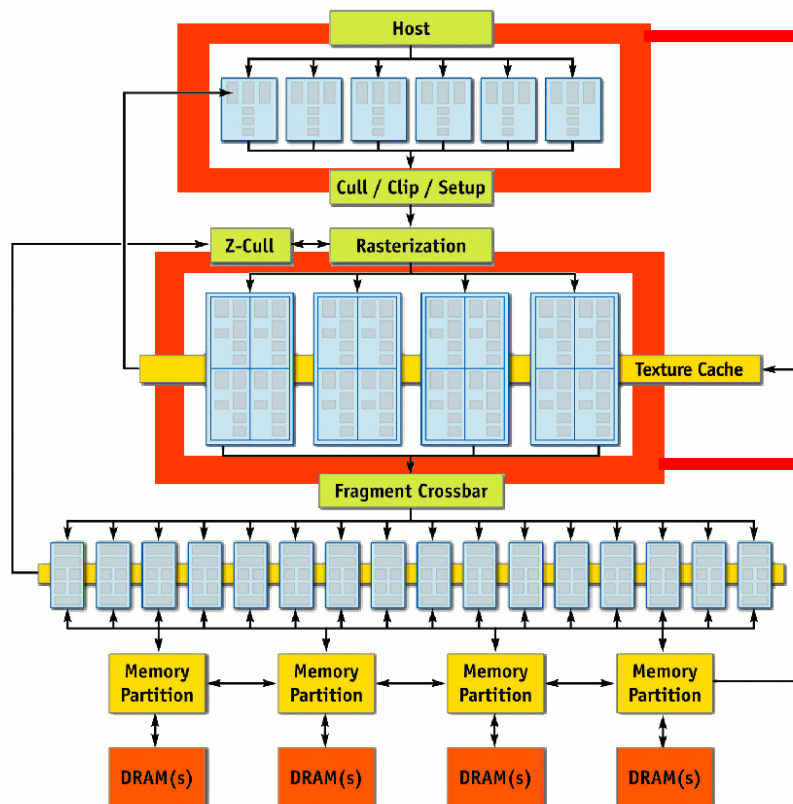 Host
Cull / Clip / Setup
Z-Cull
Rasterization
Texture Cache
Fragment Crossbar
Memory
Partition
Memory
Partition
Memory
Partition
Memory
Partition
DRAM(s)
DRAM(s)
DRAM(s)
DRAM(s)